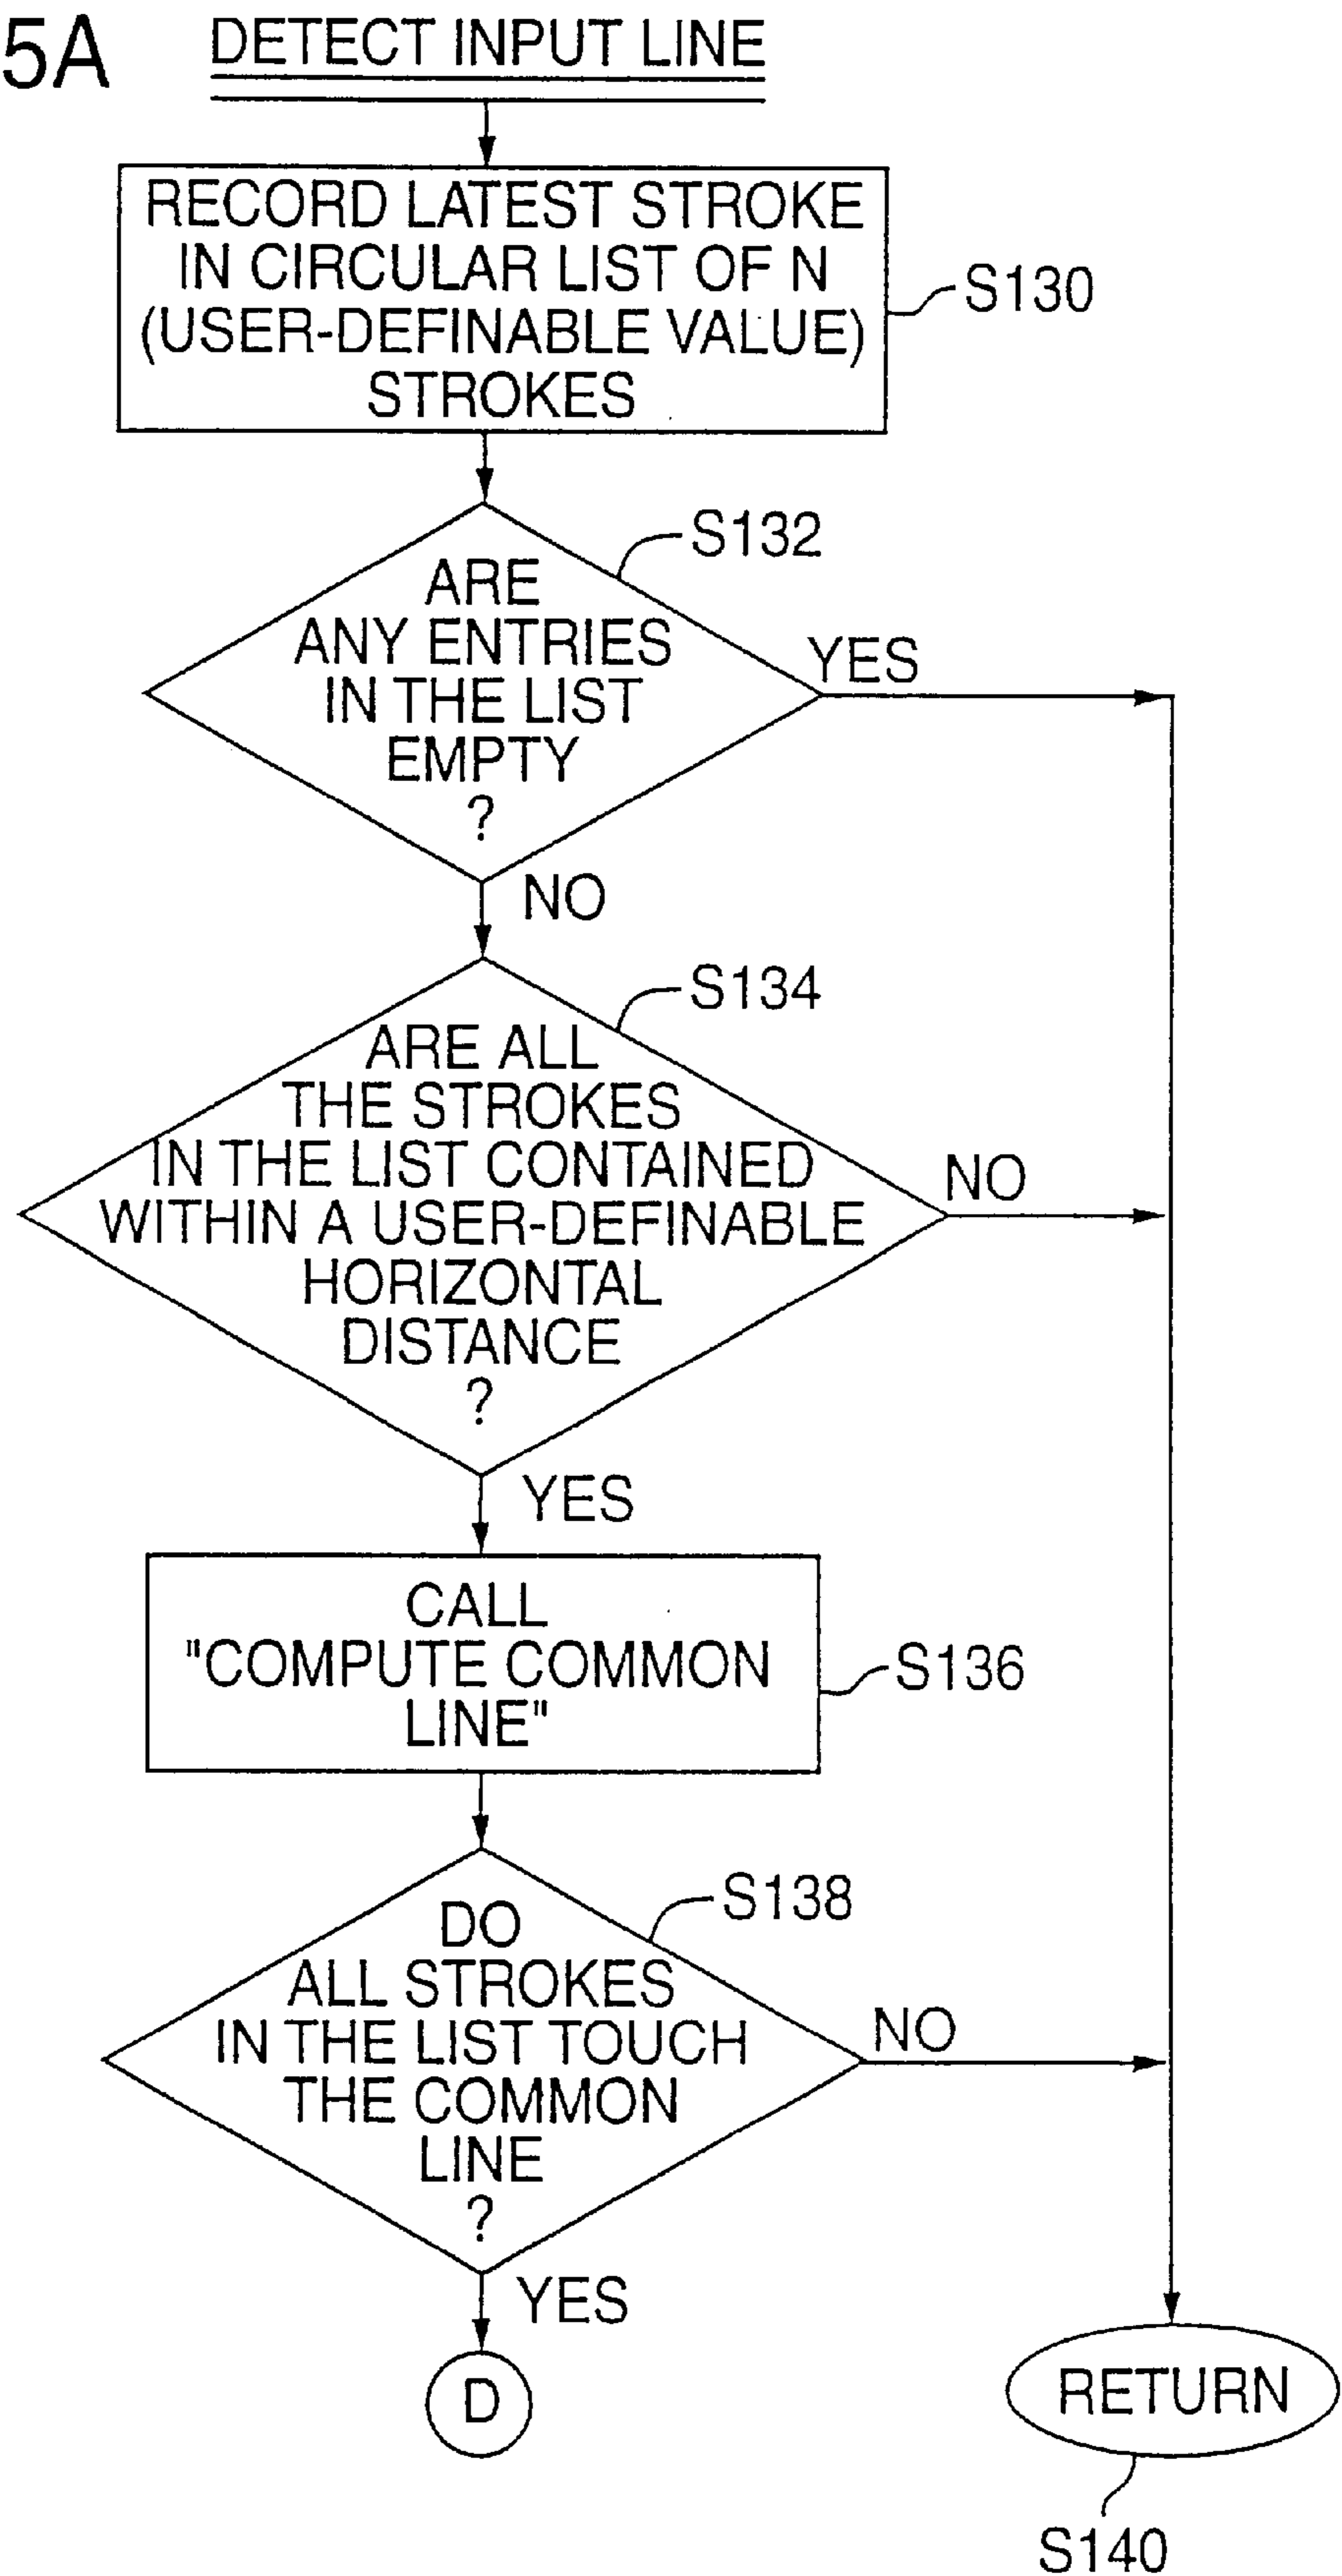 5A
DETECT INPUT LINE
RECORD LATEST STROKE
IN CIRCULAR LIST OF N
(USER-DEFINABLE VALUE)
STROKES
S130
S132
ARE
ANY ENTRIES
IN THE LIST
EMPTY
?
YES
NO
S134
ARE ALL
THE STROKES
IN THE LIST CONTAINED
WITHIN A USER-DEFINABLE
HORIZONTAL
DISTANCE
?
NO
YES
CALL
"COMPUTE COMMON
LINE"
S136
S138
DO
ALL STROKES
IN THE LIST TOUCH
THE COMMON
LINE
?
NO
YES
D
RETURN
S140